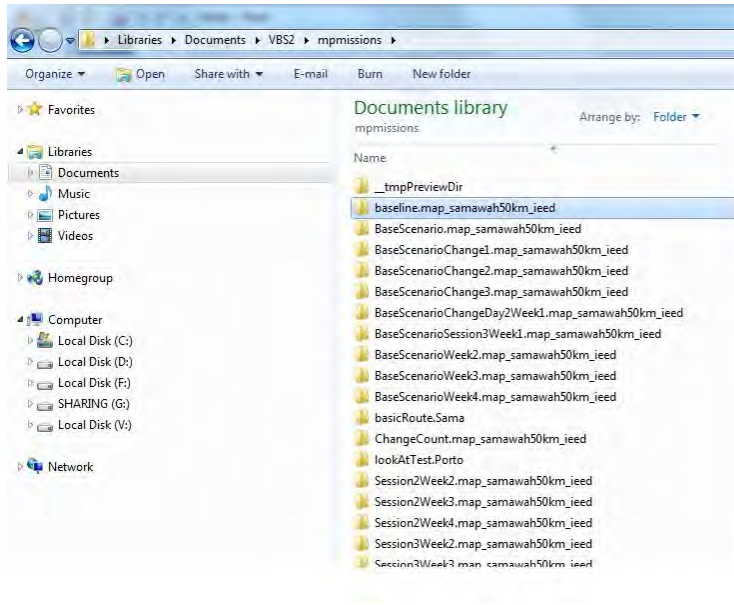 Libraries Documents VBS2 mpmissions
Organize Open Share with E-mail Burn New folder
Favorites
Libraries
Documents
Music
Pictures
Videos
Homegroup
Computer
Local Disk (C:)
Local Disk (D:)
Local Disk (F:)
SHARING (G:)
Local Disk (V:)
Network
Documents library
mpmissions
Arrange by: Folder
Name
__tmpPreviewDir
baseline.map_samawah50km_ieed
BaseScenario.map_samawah50km_ieed
BaseScenarioChange1.map_samawah50km_ieed
BaseScenarioChange2.map_samawah50km_ieed
BaseScenarioChange3.map_samawah50km_ieed
BaseScenarioChangeDay2Week1.map_samawah50km_ieed
BaseScenarioSession3Week1.map_samawah50km_ieed
BaseScenarioWeek2.map_samawah50km_ieed
BaseScenarioWeek3.map_samawah50km_ieed
BaseScenarioWeek4.map_samawah50km_ieed
basicRoute.Sama
ChangeCount.map_samawah50km_ieed
lookAtTest.Porto
Session2Week2.map_samawah50km_ieed
Session2Week3.map_samawah50km_ieed
Session2Week4.map_samawah50km_ieed
Session3Week2.map_samawah50km_ieed
Session3Week3.map_samawah50km_ieed